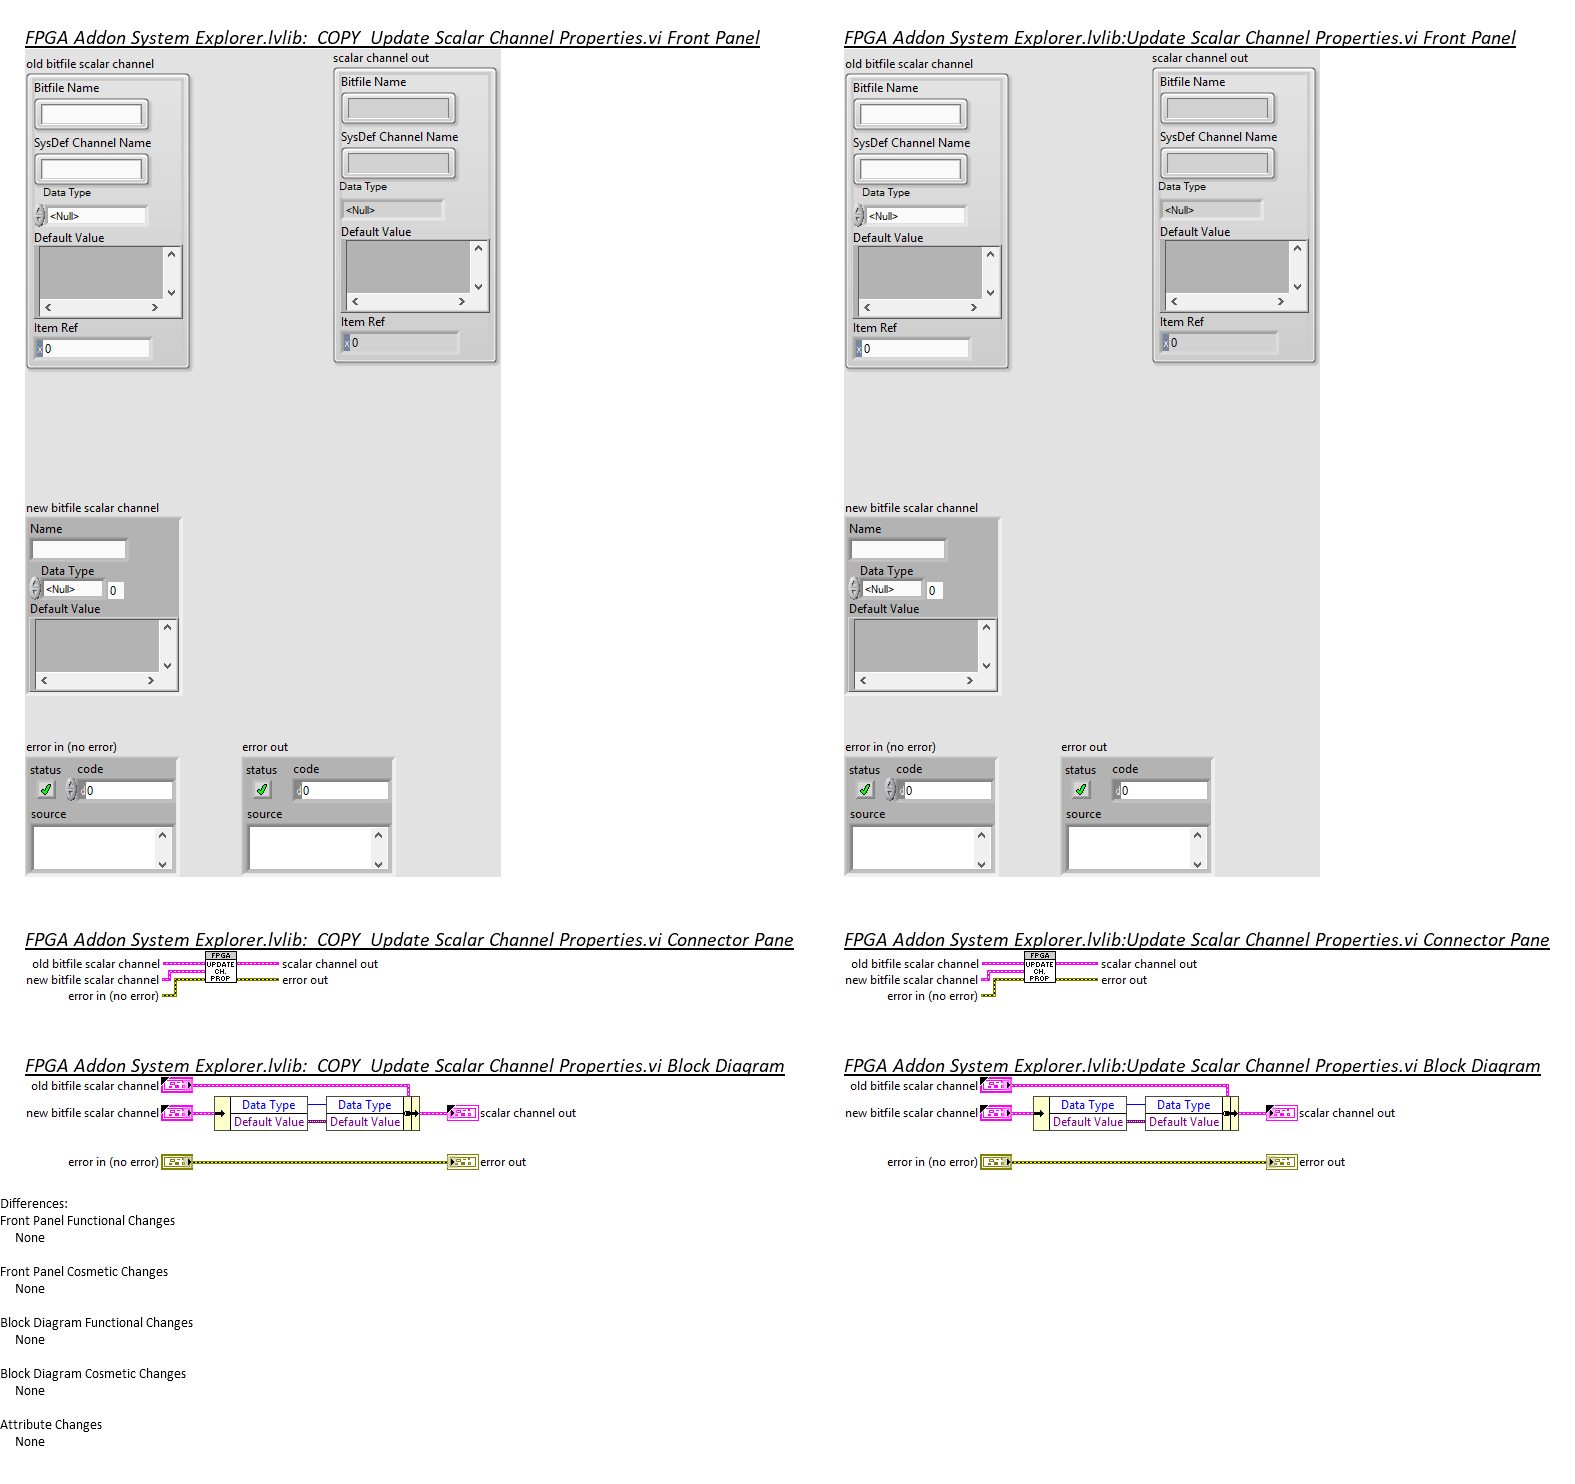 FPGA Addon System Explorer.lvlib:  COPY  Update Scalar Channel Properties.vi Front Panel
old bitfile scalar channel
scalar channel out
Bitfile Name
Bitfile Name
SysDef Channel Name
SysDef Channel Name
Data Type
Data Type
<Null>
<Null>
Default Value
Default Value
Item Ref
Item Ref
x 0
x 0
new bitfile scalar channel
Name
Data Type
<Null> 0
Default Value
error in (no error)
error out
status code
status code
d 0
d 0
source
source
FPGA Addon System Explorer.lvlib:Update Scalar Channel Properties.vi Front Panel
old bitfile scalar channel
scalar channel out
Bitfile Name
Bitfile Name
SysDef Channel Name
SysDef Channel Name
Data Type
Data Type
<Null>
<Null>
Default Value
Default Value
Item Ref
Item Ref
x 0
x 0
new bitfile scalar channel
Name
Data Type
<Null> 0
Default Value
error in (no error)
error out
status code
status code
d 0
d 0
source
source
FPGA Addon System Explorer.lvlib:  COPY  Update Scalar Channel Properties.vi Connector Pane
old bitfile scalar channel
new bitfile scalar channel
error in (no error)
FPGA
UPDATE
CH.
PROP
scalar channel out
error out
FPGA Addon System Explorer.lvlib:Update Scalar Channel Properties.vi Connector Pane
old bitfile scalar channel
new bitfile scalar channel
error in (no error)
FPGA
UPDATE
CH.
PROP
scalar channel out
error out
FPGA Addon System Explorer.lvlib:  COPY  Update Scalar Channel Properties.vi Block Diagram
old bitfile scalar channel
new bitfile scalar channel
Data Type
Default Value
Data Type
Default Value
scalar channel out
error in (no error)
error out
FPGA Addon System Explorer.lvlib:Update Scalar Channel Properties.vi Block Diagram
old bitfile scalar channel
new bitfile scalar channel
Data Type
Default Value
Data Type
Default Value
scalar channel out
error in (no error)
error out
Differences:
Front Panel Functional Changes
None
Front Panel Cosmetic Changes
None
Block Diagram Functional Changes
None
Block Diagram Cosmetic Changes
None
Attribute Changes
None